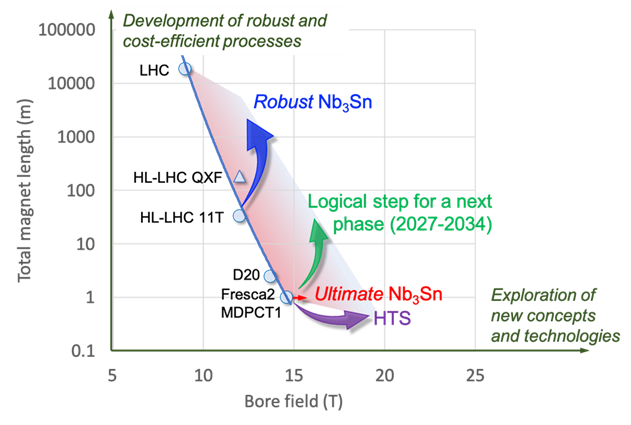 Development of robust and
cost-efficient processes
100000
10000
1000
100
10
1
0.1
Total magnet length (m)
LHC
Robust Nb₃Sn
HL-LHC QXF
HL-LHC 11T
Logical step for a next
phase (2027-2034)
D20
Fresca2
MDPCT1
Ultimate Nb₃Sn
HTS
Exploration of
new concepts
and technologies
5 10 15 20 25
Bore field (T)